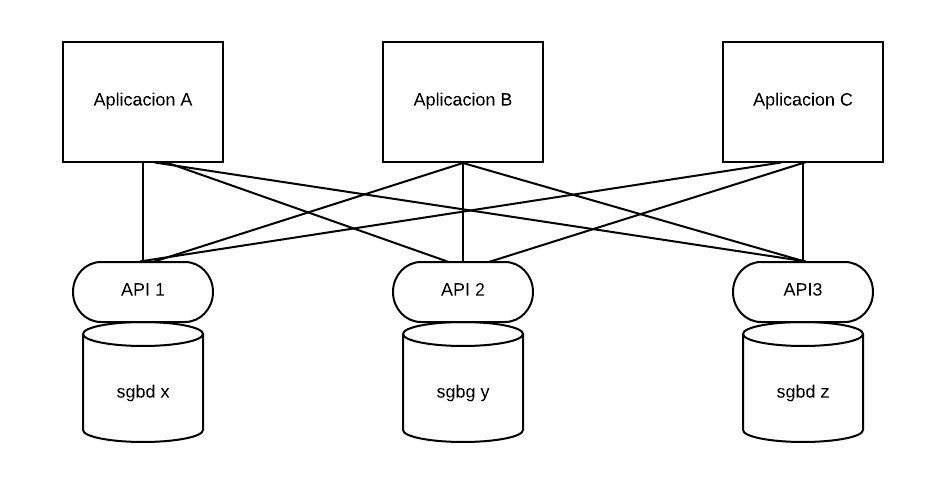 Aplicacion A
Aplicacion B
Aplicacion C
API 1
API 2
API3
sgbd x
sgbg y
sgbd z